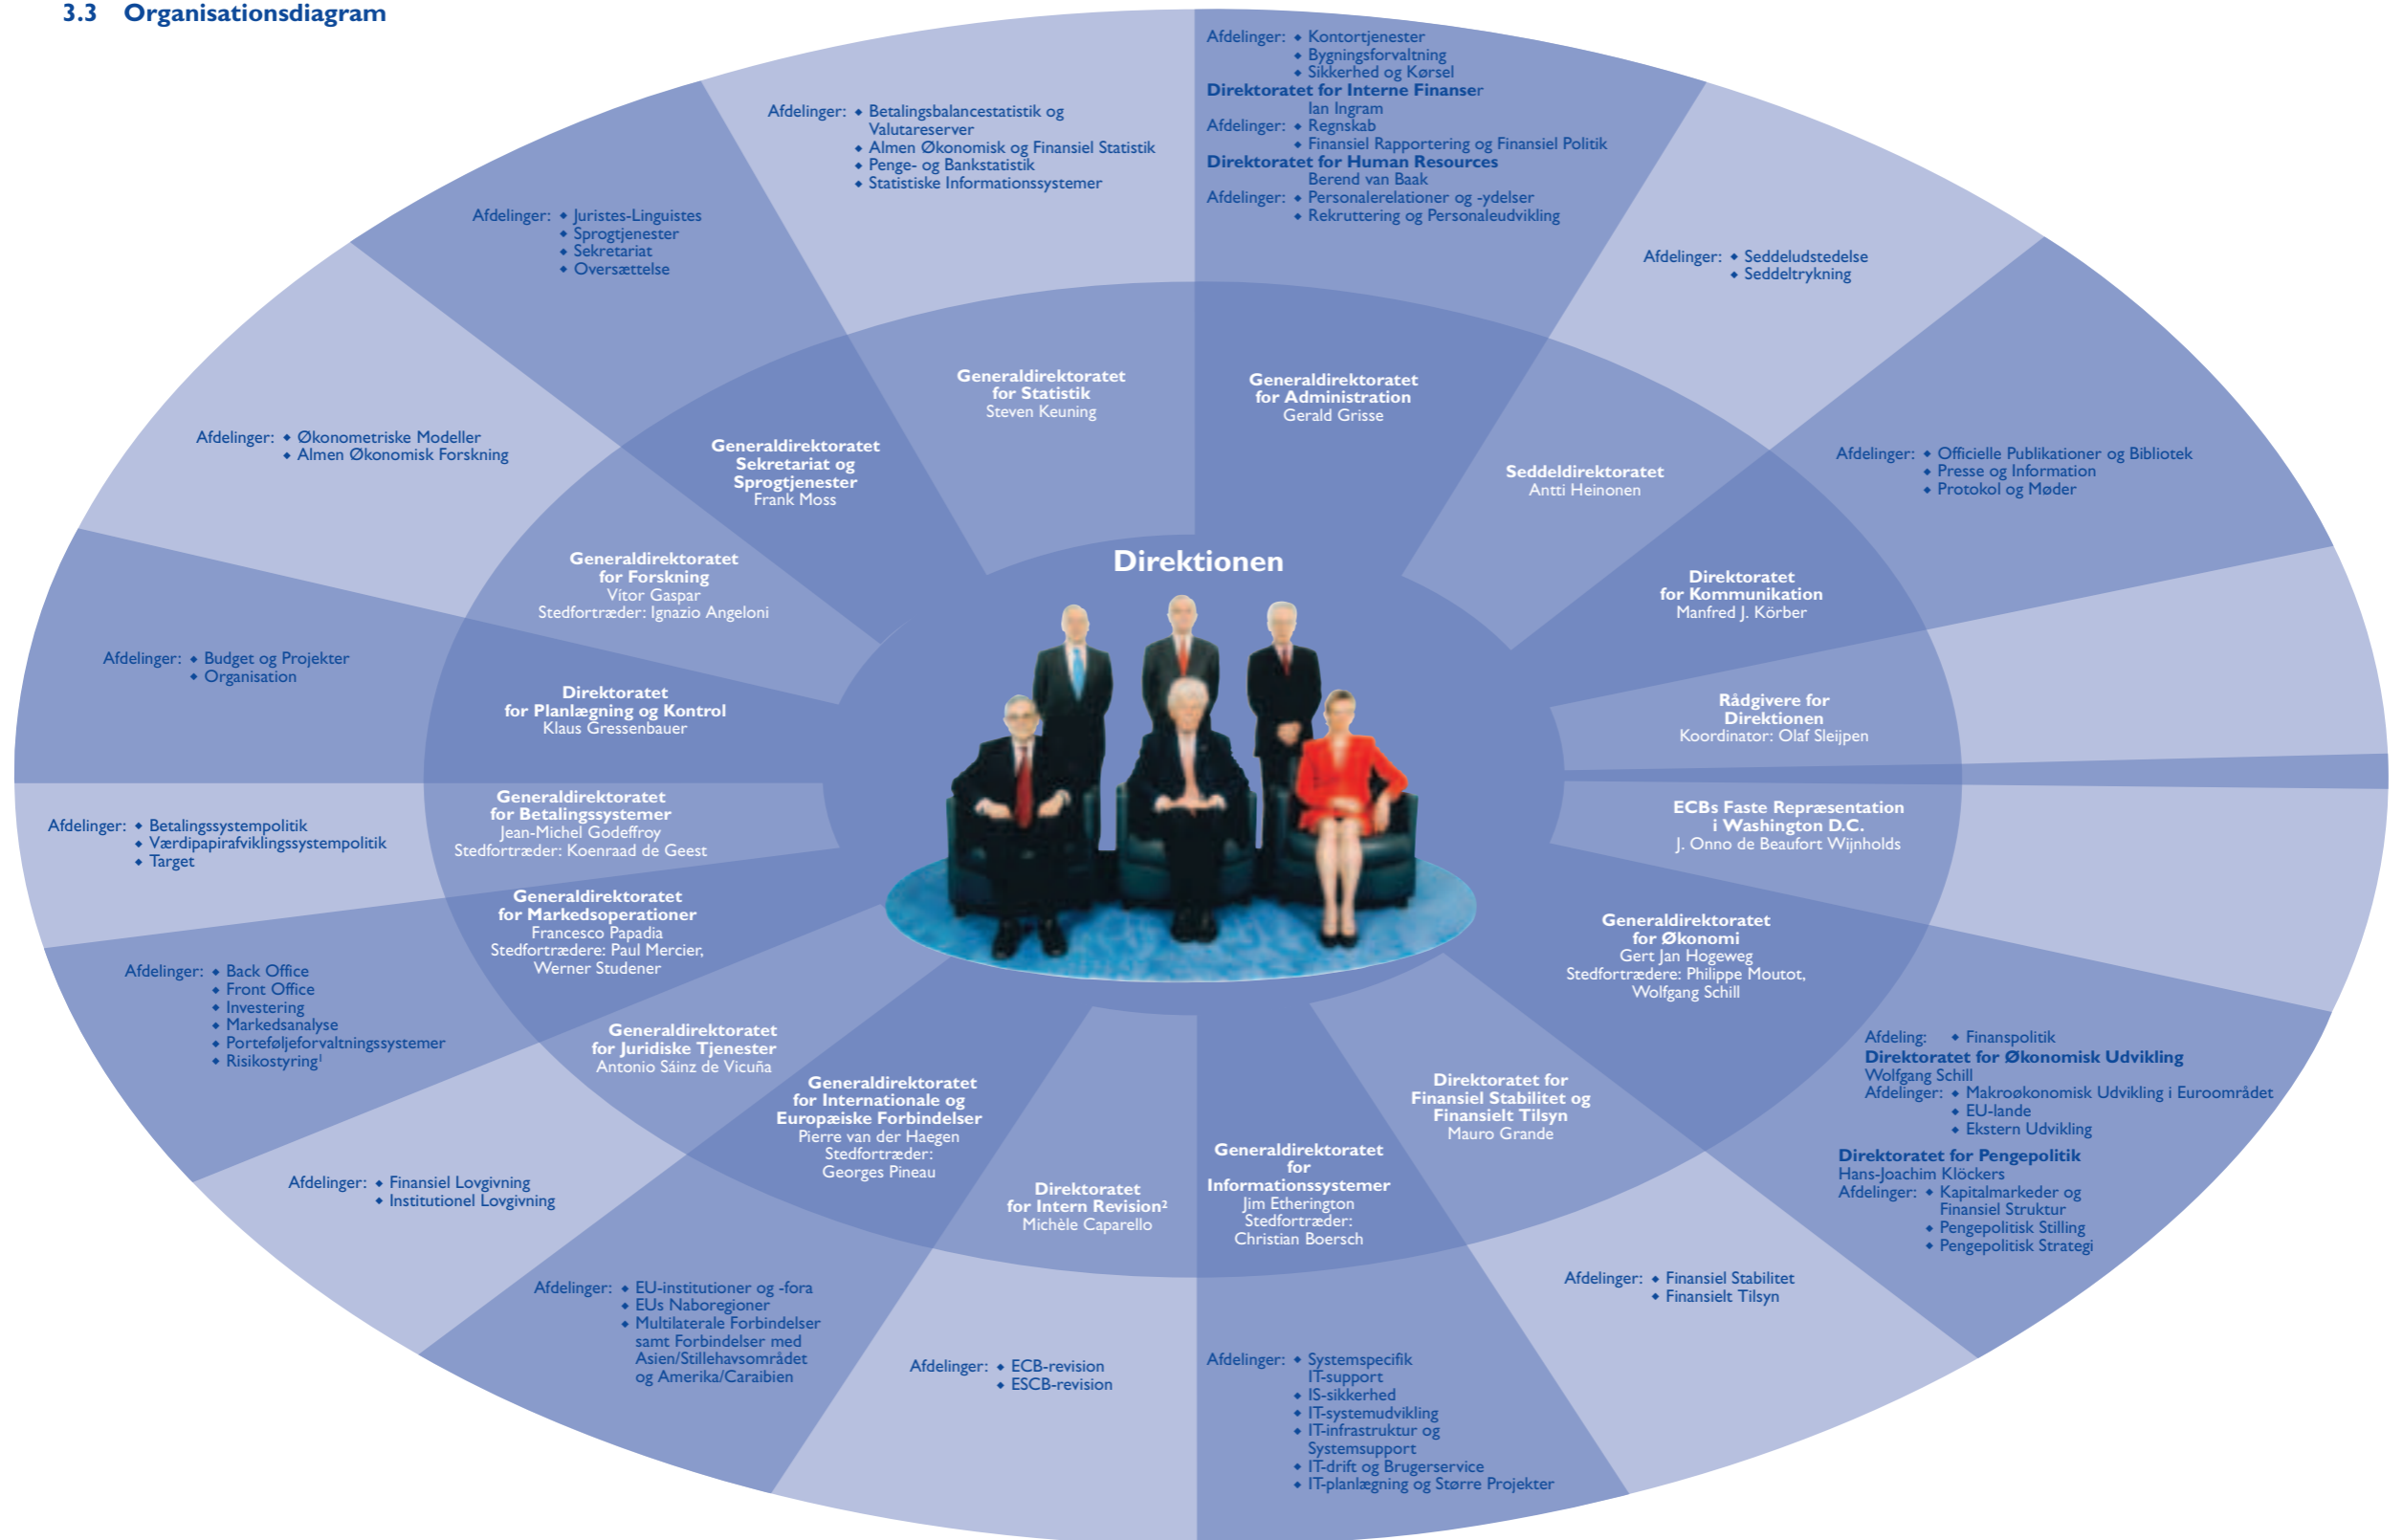 3.3 Organisationsdiagram
Afdelinger: ◆ Kontortjenester
◆ Bygningsforvaltning
◆ Sikkerhed og Kørsel
Direktoratet for Interne Finanser
Ian Ingram
Afdelinger: ◆ Regnskab
◆ Finansiel Rapportering og Finansiel Politik
Direktoratet for Human Resources
Berend van Baak
Afdelinger: ◆ Personalerelationer og -ydelser
◆ Rekruttering og Personaleudvikling
Generaldirektoratet
for Administration
Gerald Grisse
Afdelinger: ◆ Seddeludstedelse
◆ Seddeltrykning
Seddeldirektoratet
Antti Heinonen
Afdelinger: ◆ Officielle Publikationer og Bibliotek
◆ Presse og Information
◆ Protokol og Møder
Direktoratet
for Kommunikation
Manfred J. Körber
Rådgivere for
Direktionen
Koordinator: Olaf Sleijpen
ECBs Faste Repræsentation
i Washington D.C.
J. Onno de Beaufort Wijnholds
Generaldirektoratet
for Økonomi
Gert Jan Hogeweg
Stedfortrædere: Philippe Moutot,
Wolfgang Schill
Afdeling: ◆ Finanspolitik
Direktoratet for Økonomisk Udvikling
Wolfgang Schill
Afdelinger: ◆ Makroøkonomisk Udvikling i Euroområdet
◆ EU-lande
◆ Ekstern Udvikling
Direktoratet for Pengepolitik
Hans-Joachim Klöckers
Afdelinger: ◆ Kapitalmarkeder og
Finansiel Struktur
◆ Pengepolitisk Stilling
◆ Pengepolitisk Strategi
Direktoratet for
Finansiel Stabilitet og
Finansielt Tilsyn
Mauro Grande
Afdelinger: ◆ Finansiel Stabilitet
◆ Finansielt Tilsyn
Generaldirektoratet
for
Informationssystemer
Jim Etherington
Stedfortræder:
Christian Boersch
Afdelinger: ◆ Systemspecifik
IT-support
◆ IS-sikkerhed
◆ IT-systemudvikling
◆ IT-infrastruktur og
Systemsupport
◆ IT-drift og Brugerservice
◆ IT-planlægning og Større Projekter
Direktoratet
for Intern Revision²
Michèle Caparello
Afdelinger: ◆ ECB-revision
◆ ESCB-revision
Generaldirektoratet
for Internationale og
Europæiske Forbindelser
Pierre van der Haegen
Stedfortræder:
Georges Pineau
Afdelinger: ◆ EU-institutioner og -fora
◆ EUs Naboregioner
◆ Multilaterale Forbindelser
samt Forbindelser med
Asien/Stillehavsområdet
og Amerika/Caraibien
Generaldirektoratet
for Juridiske Tjenester
Antonio Sáinz de Vicuña
Afdelinger: ◆ Finansiel Lovgivning
◆ Institutionel Lovgivning
Generaldirektoratet
for Markedsoperationer
Francesco Papadia
Stedfortrædere: Paul Mercier,
Werner Studener
Afdelinger: ◆ Back Office
◆ Front Office
◆ Investering
◆ Markedsanalyse
◆ Porteføljeforvaltningssystemer
◆ Risikostyring¹
Generaldirektoratet
for Betalingssystemer
Jean-Michel Godeffroy
Stedfortræder: Koenraad de Geest
Afdelinger: ◆ Betalingssystempolitik
◆ Værdipapirafviklingssystempolitik
◆ Target
Direktoratet
for Planlægning og Kontrol
Klaus Gressenbauer
Afdelinger: ◆ Budget og Projekter
◆ Organisation
Generaldirektoratet
for Forskning
Vitor Gaspar
Stedfortræder: Ignazio Angeloni
Afdelinger: ◆ Økonometriske Modeller
◆ Almen Økonomisk Forskning
Generaldirektoratet
Sekretariat og
Sprogtjenester
Frank Moss
Afdelinger: ◆ Juristes-Linguistes
◆ Sprogtjenester
◆ Sekretariat
◆ Oversættelse
Generaldirektoratet
for Statistik
Steven Keuning
Afdelinger: ◆ Betalingsbalancestatistik og
Valutareserver
◆ Almen Økonomisk og Finansiel Statistik
◆ Penge- og Bankstatistik
◆ Statistiske Informationssystemer
Direktionen